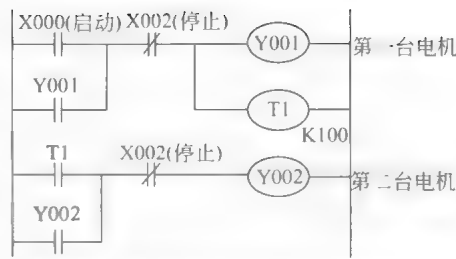 X000(启动) X002(停止)
Y001 第一台电机
Y001
T1
K100
T1 X002(停止)
Y002 第二台电机
Y002